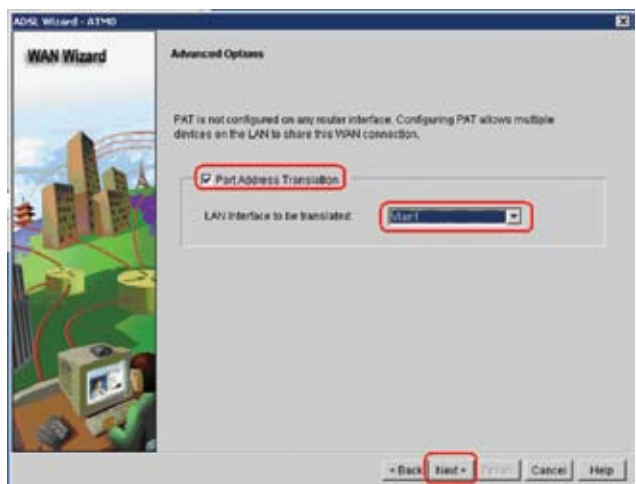 ADSL Wizard - ATM0
WAN Wizard
Advanced Options
PAT is not configured on any router interface. Configuring PAT allows multiple
devices on the LAN to share this WAN connection.
Port Address Translation
LAN Interface to be translated:
Vlan1
< Back Next > Finish Cancel Help